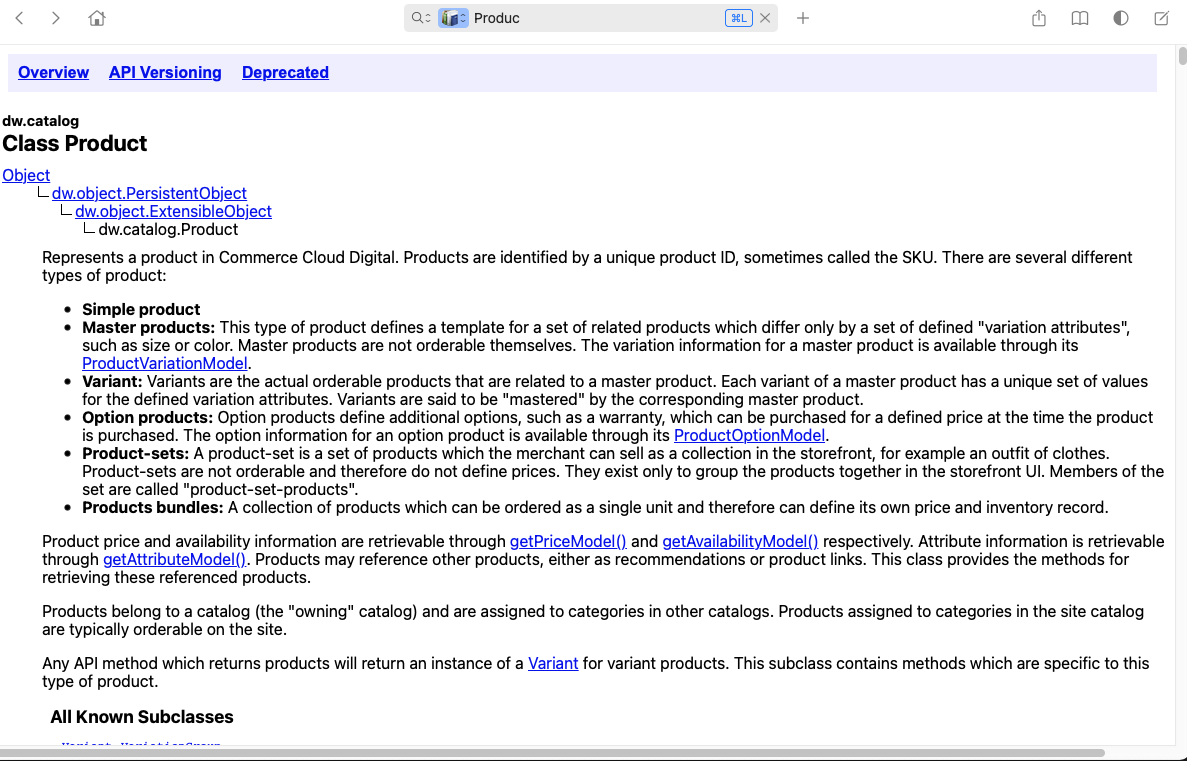 Produc ⌘L
Overview API Versioning Deprecated
dw.catalog
Class Product
Object
dw.object.PersistentObject
dw.object.ExtensibleObject
dw.catalog.Product
Represents a product in Commerce Cloud Digital. Products are identified by a unique product ID, sometimes called the SKU. There are several different
types of product:
Simple product
Master products: This type of product defines a template for a set of related products which differ only by a set of defined "variation attributes",
such as size or color. Master products are not orderable themselves. The variation information for a master product is available through its
ProductVariationModel.
Variant: Variants are the actual orderable products that are related to a master product. Each variant of a master product has a unique set of values
for the defined variation attributes. Variants are said to be "mastered" by the corresponding master product.
Option products: Option products define additional options, such as a warranty, which can be purchased for a defined price at the time the product
is purchased. The option information for an option product is available through its ProductOptionModel.
Product-sets: A product-set is a set of products which the merchant can sell as a collection in the storefront, for example an outfit of clothes.
Product-sets are not orderable and therefore do not define prices. They exist only to group the products together in the storefront UI. Members of the
set are called "product-set-products".
Products bundles: A collection of products which can be ordered as a single unit and therefore can define its own price and inventory record.
Product price and availability information are retrievable through getPriceModel() and getAvailabilityModel() respectively. Attribute information is retrievable
through getAttributeModel(). Products may reference other products, either as recommendations or product links. This class provides the methods for
retrieving these referenced products.
Products belong to a catalog (the "owning" catalog) and are assigned to categories in other catalogs. Products assigned to categories in the site catalog
are typically orderable on the site.
Any API method which returns products will return an instance of a Variant for variant products. This subclass contains methods which are specific to this
type of product.
All Known Subclasses
Variant, VariationGroup